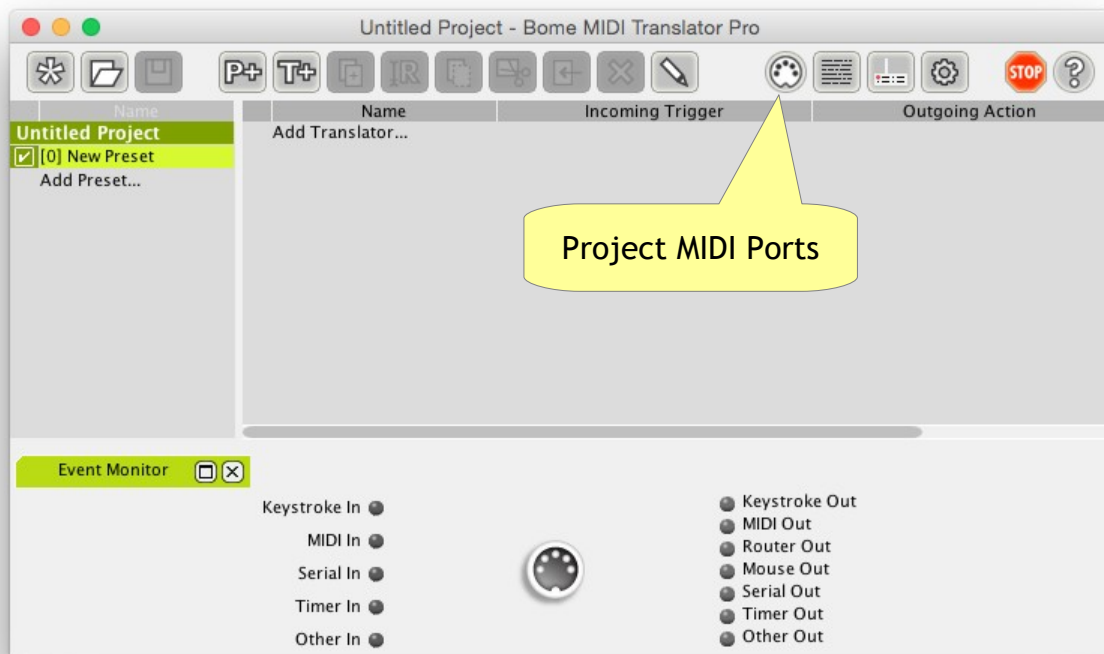 Untitled Project - Bome MIDI Translator Pro
P+ T+ IR STOP ?
Name Name Incoming Trigger Outgoing Action
Untitled Project
Add Translator...
[0] New Preset
Add Preset...
Project MIDI Ports
Event Monitor
Keystroke In
MIDI In
Serial In
Timer In
Other In
Keystroke Out
MIDI Out
Router Out
Mouse Out
Serial Out
Timer Out
Other Out